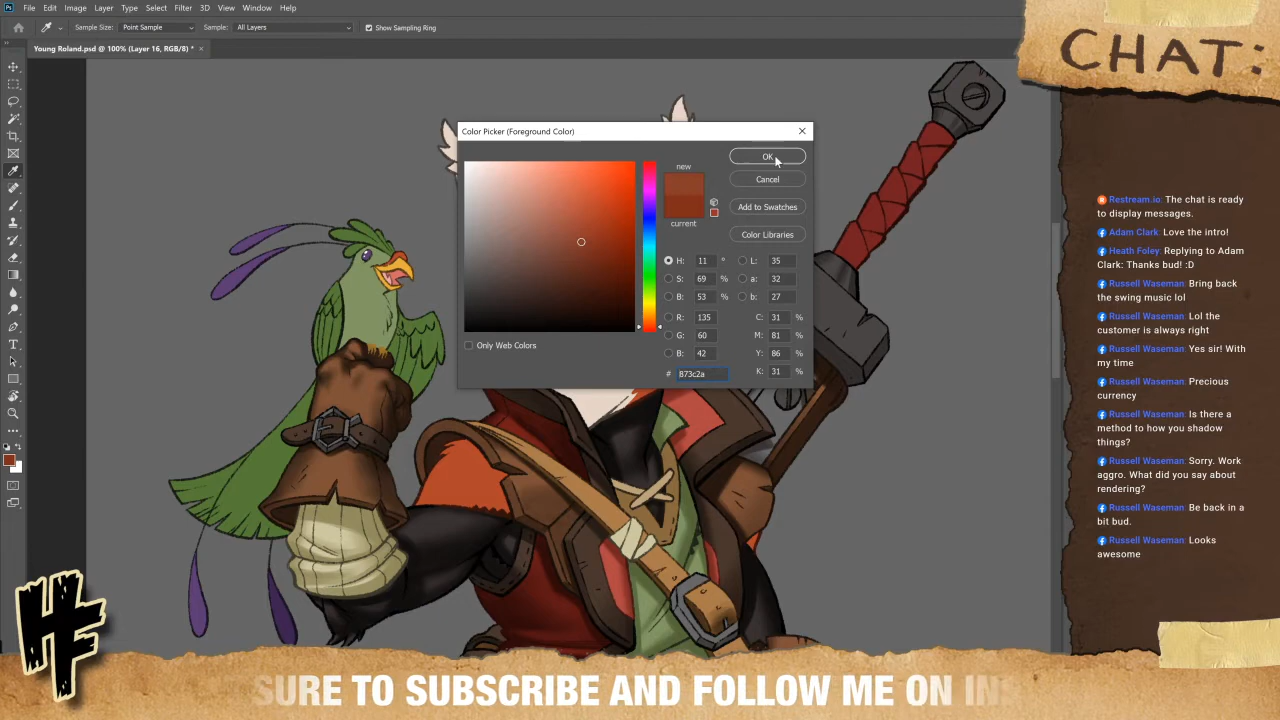 Ps File Edit Image Layer Type Select Filter 3D View Window Help
Sample Size: Point Sample Sample: All Layers Show Sampling Ring
Young Roland.psd @ 100% (Layer 16, RGB/8) * ×
Color Picker (Foreground Color)
new
current
OK
Cancel
Add to Swatches
Color Libraries
H: 11 °
S: 69 %
B: 53 %
R: 135
G: 60
B: 42
# 873c2a
L: 35
a: 32
b: 27
C: 31 %
M: 81 %
Y: 86 %
K: 31 %
Only Web Colors
CHAT:
Restream.io: The chat is ready
to display messages.
Adam Clark: Love the intro!
Heath Foley: Replying to Adam
Clark: Thanks bud! :D
Russell Waseman: Bring back
the swing music lol
Russell Waseman: Lol the
customer is always right
Russell Waseman: Yes sir! With
my time
Russell Waseman: Precious
currency
Russell Waseman: Is there a
method to how you shadow
things?
Russell Waseman: Sorry. Work
aggro. What did you say about
rendering?
Russell Waseman: Be back in a
bit bud.
Russell Waseman: Looks
awesome
HF
SURE TO SUBSCRIBE AND FOLLOW ME ON INS